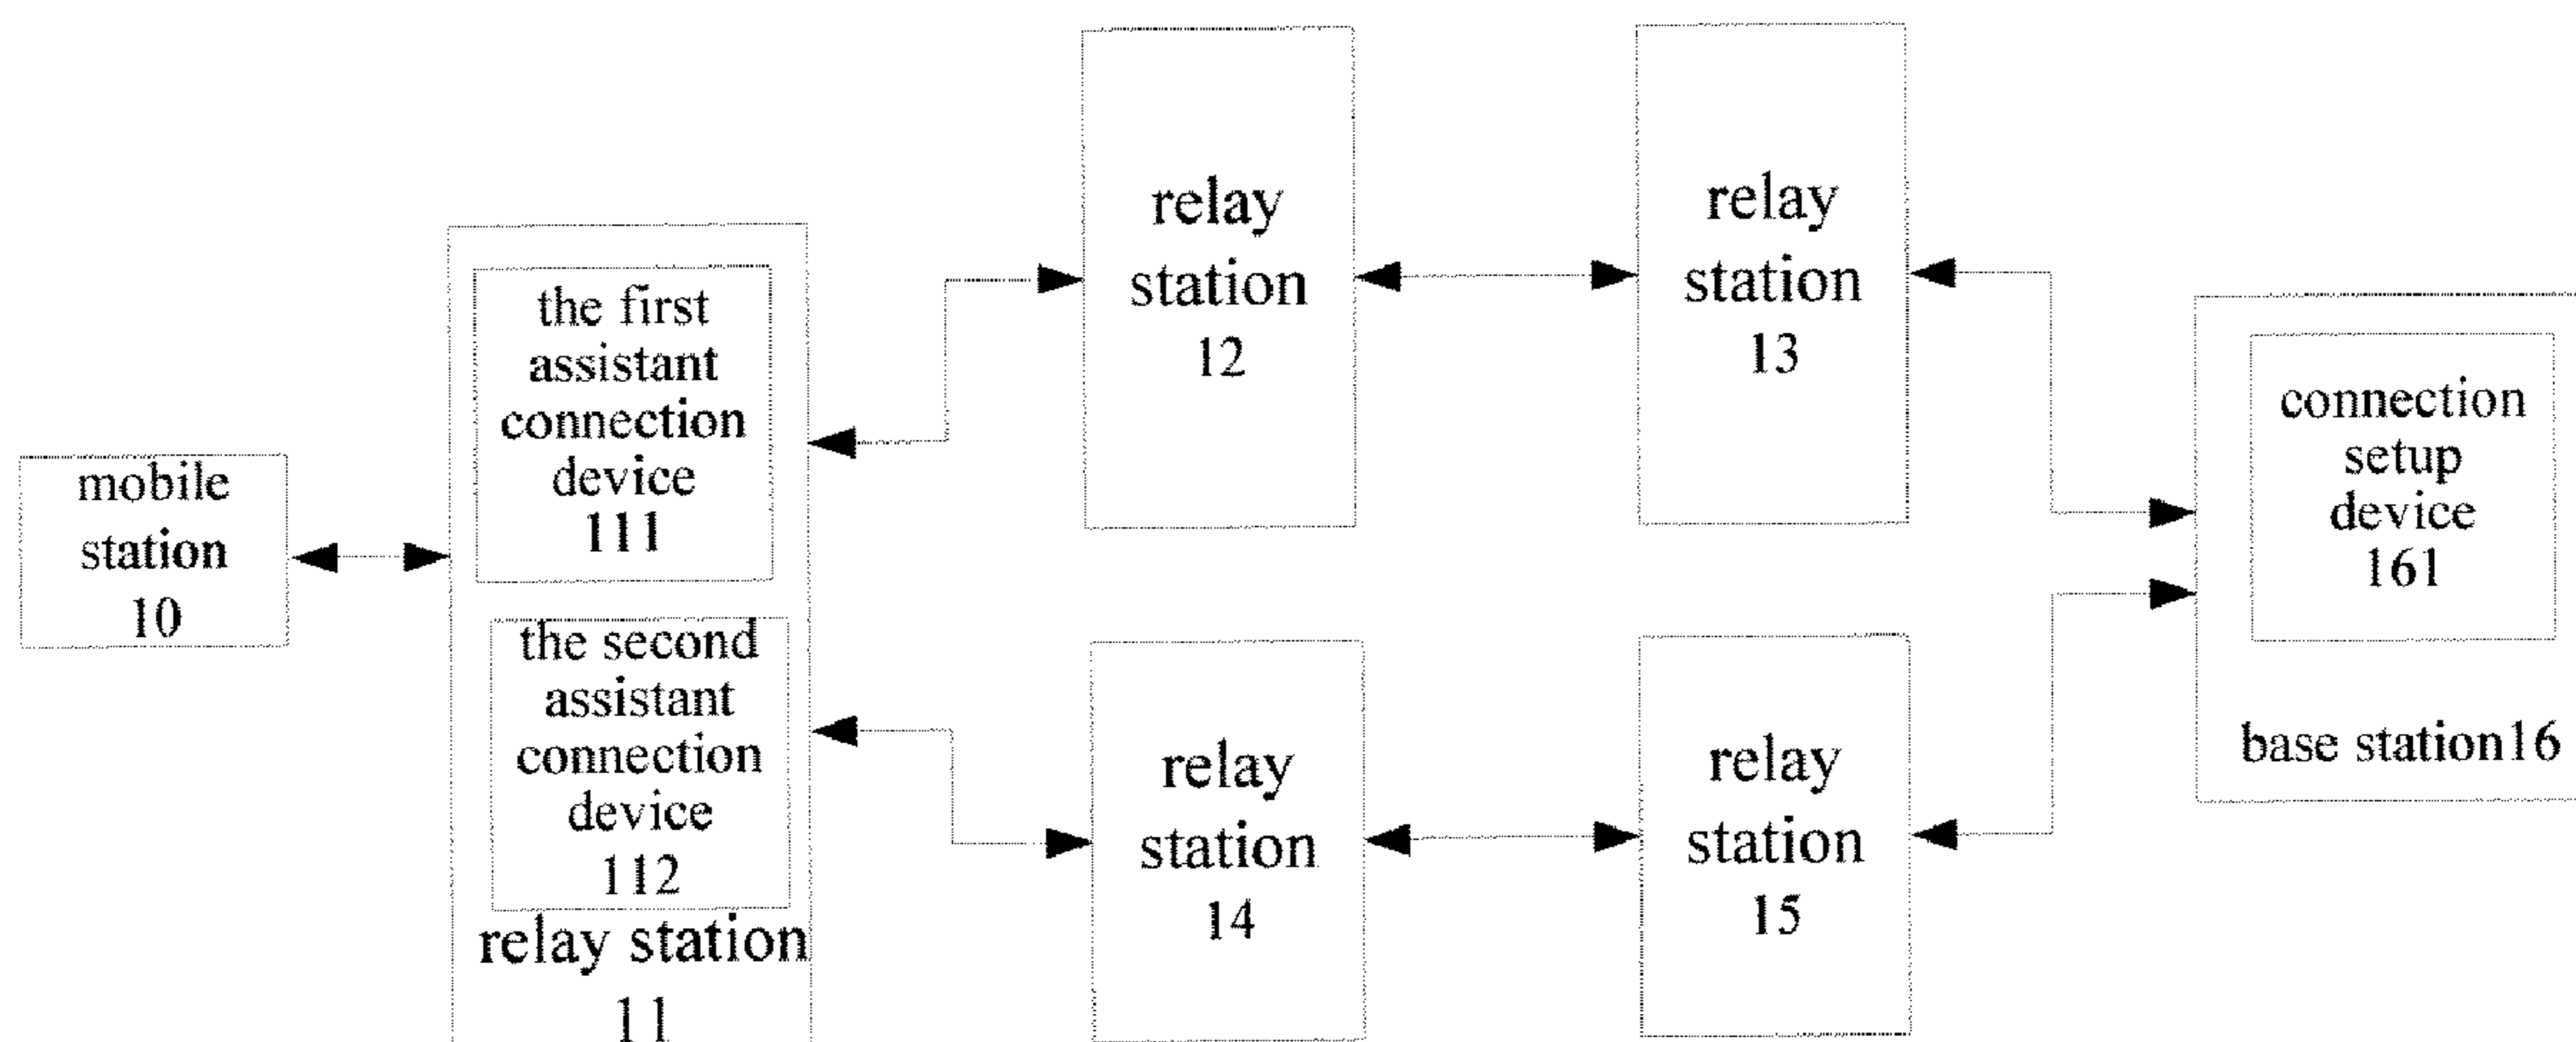 mobile
station
10
the first
assistant
connection
device
111
the second
assistant
connection
device
112
relay station
11
relay
station
12
relay
station
13
relay
station
14
relay
station
15
connection
setup
device
161
base station16